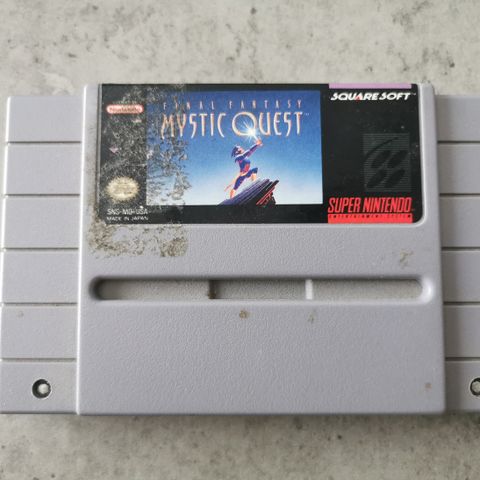 Nintendo
SNS-MQ-USA
MADE IN JAPAN
FINAL FANTASY
MYSTIC QUEST
SQUARESOFT
SUPER NINTENDO
ENTERTAINMENT SYSTEM